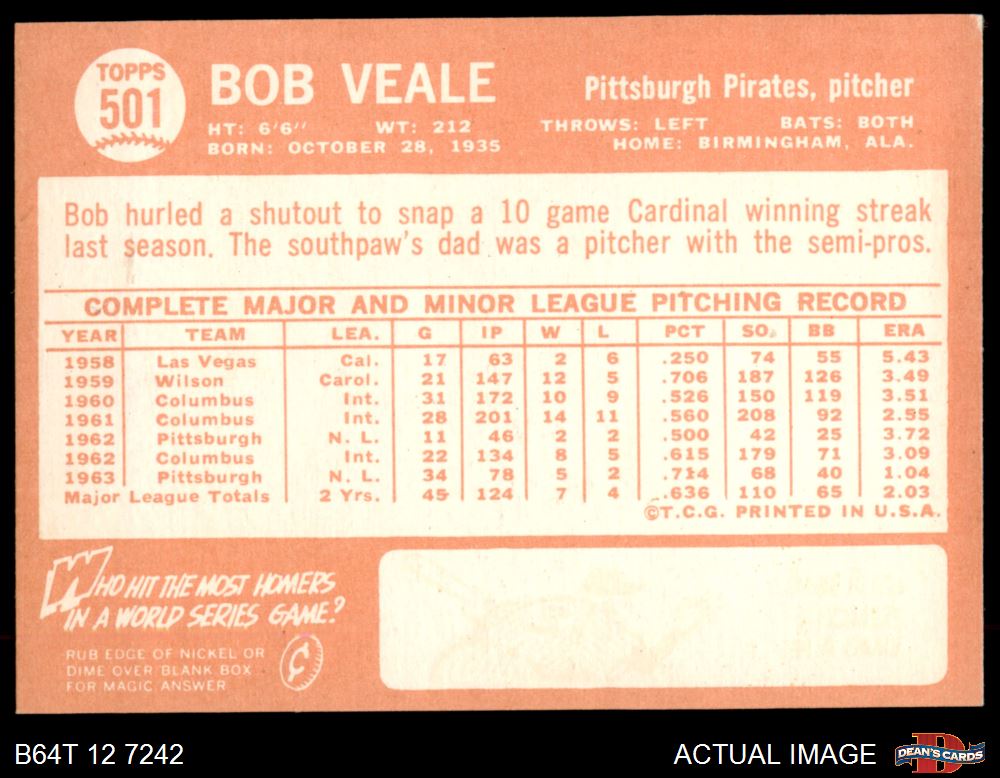 TOPPS
501
BOB VEALE
Pittsburgh Pirates, pitcher
HT: 6'6" WT: 212 THROWS: LEFT BATS: BOTH
BORN: OCTOBER 28, 1935 HOME: BIRMINGHAM, ALA.
Bob hurled a shutout to snap a 10 game Cardinal winning streak
last season. The southpaw's dad was a pitcher with the semi-pros.
COMPLETE MAJOR AND MINOR LEAGUE PITCHING RECORD
YEAR TEAM LEA. G IP W L PCT SO. BB ERA
1958 Las Vegas Cal. 17 63 2 6 .250 74 55 5.43
1959 Wilson Carol. 21 147 12 5 .706 187 126 3.49
1960 Columbus Int. 31 172 10 9 .526 150 119 3.51
1961 Columbus Int. 28 201 14 11 .560 208 92 2.55
1962 Pittsburgh N. L. 11 46 2 2 .500 42 25 3.72
1962 Columbus Int. 22 134 8 5 .615 179 71 3.09
1963 Pittsburgh N. L. 34 78 5 2 .714 68 40 1.04
Major League Totals 2 Yrs. 45 124 7 4 .636 110 65 2.03
©T.C.G. PRINTED IN U.S.A.
WHO HIT THE MOST HOMERS
IN A WORLD SERIES GAME?
RUB EDGE OF NICKEL OR
DIME OVER BLANK BOX
FOR MAGIC ANSWER
¢
B64T 12 7242
ACTUAL IMAGE
D
DEAN'S CARDS